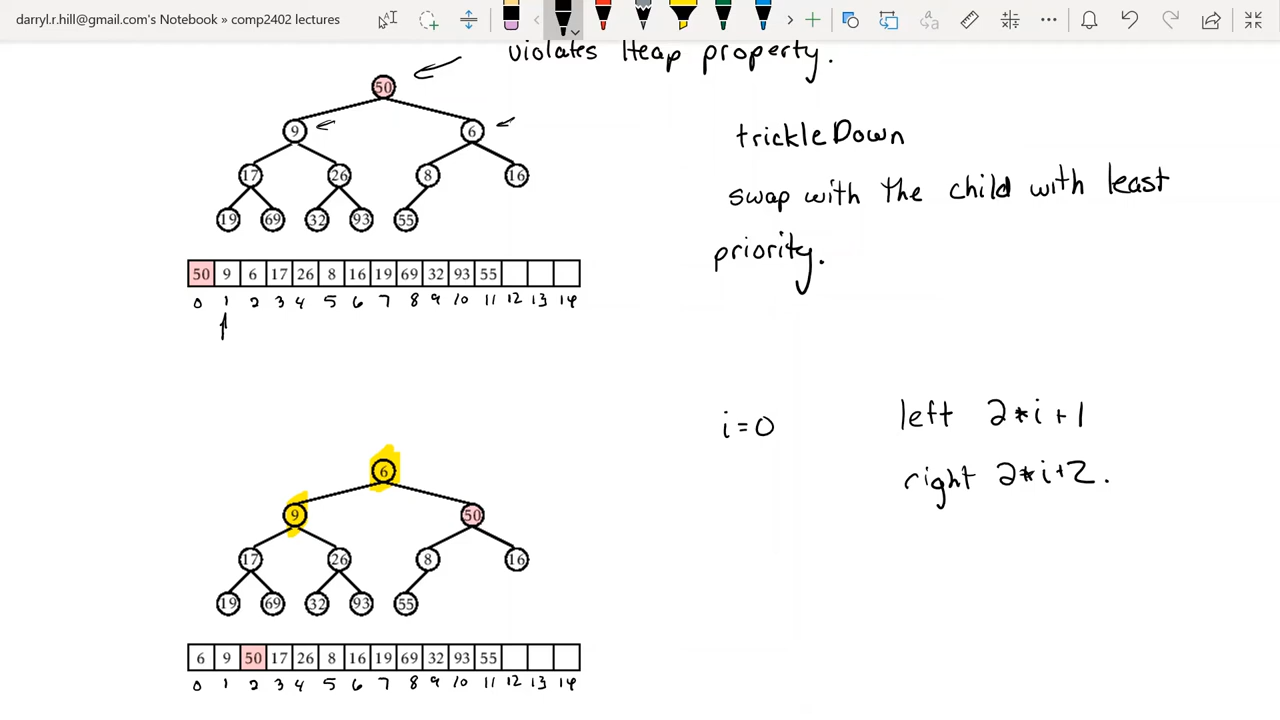 darryl.r.hill@gmail.com's Notebook » comp2402 lectures
violates Heap property.
50
9 6
17 26 8 16
19 69 32 93 55
50 9 6 17 26 8 16 19 69 32 93 55
0 1 2 3 4 5 6 7 8 9 10 11 12 13 14
trickleDown
swap with the child with least
priority.
i=0
left 2*i+1
right 2*i+2.
6
9 50
17 26 8 16
19 69 32 93 55
6 9 50 17 26 8 16 19 69 32 93 55
0 1 2 3 4 5 6 7 8 9 10 11 12 13 14